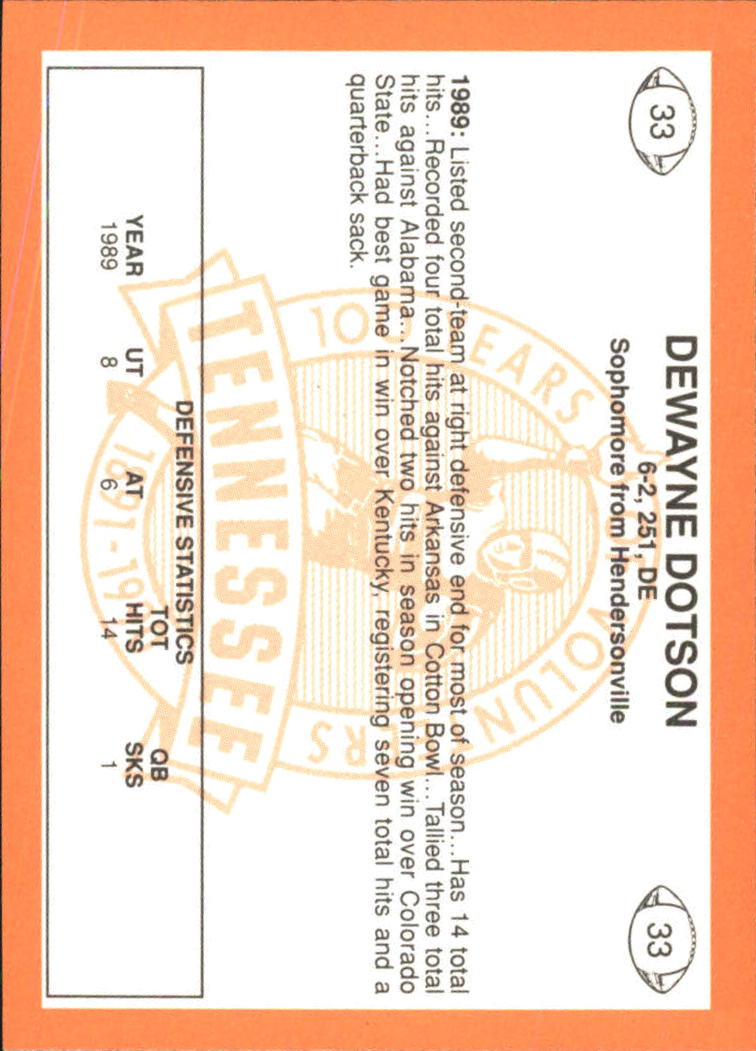 33
DEWAYNE DOTSON
33
6-2, 251, DE
Sophomore from Hendersonville
1989: Listed second-team at right defensive end for most of season...Has 14 total
hits...Recorded four total hits against Arkansas in Cotton Bowl...Tallied three total
hits against Alabama...Notched two hits in season opening win over Colorado
State...Had best game in win over Kentucky, registering seven total hits and a
quarterback sack.
100 YEARS
VOLUNTEERS
TENNESSEE
DEFENSIVE STATISTICS
TOT QB
YEAR UT AT HITS SKS
1989 8 6 14 1